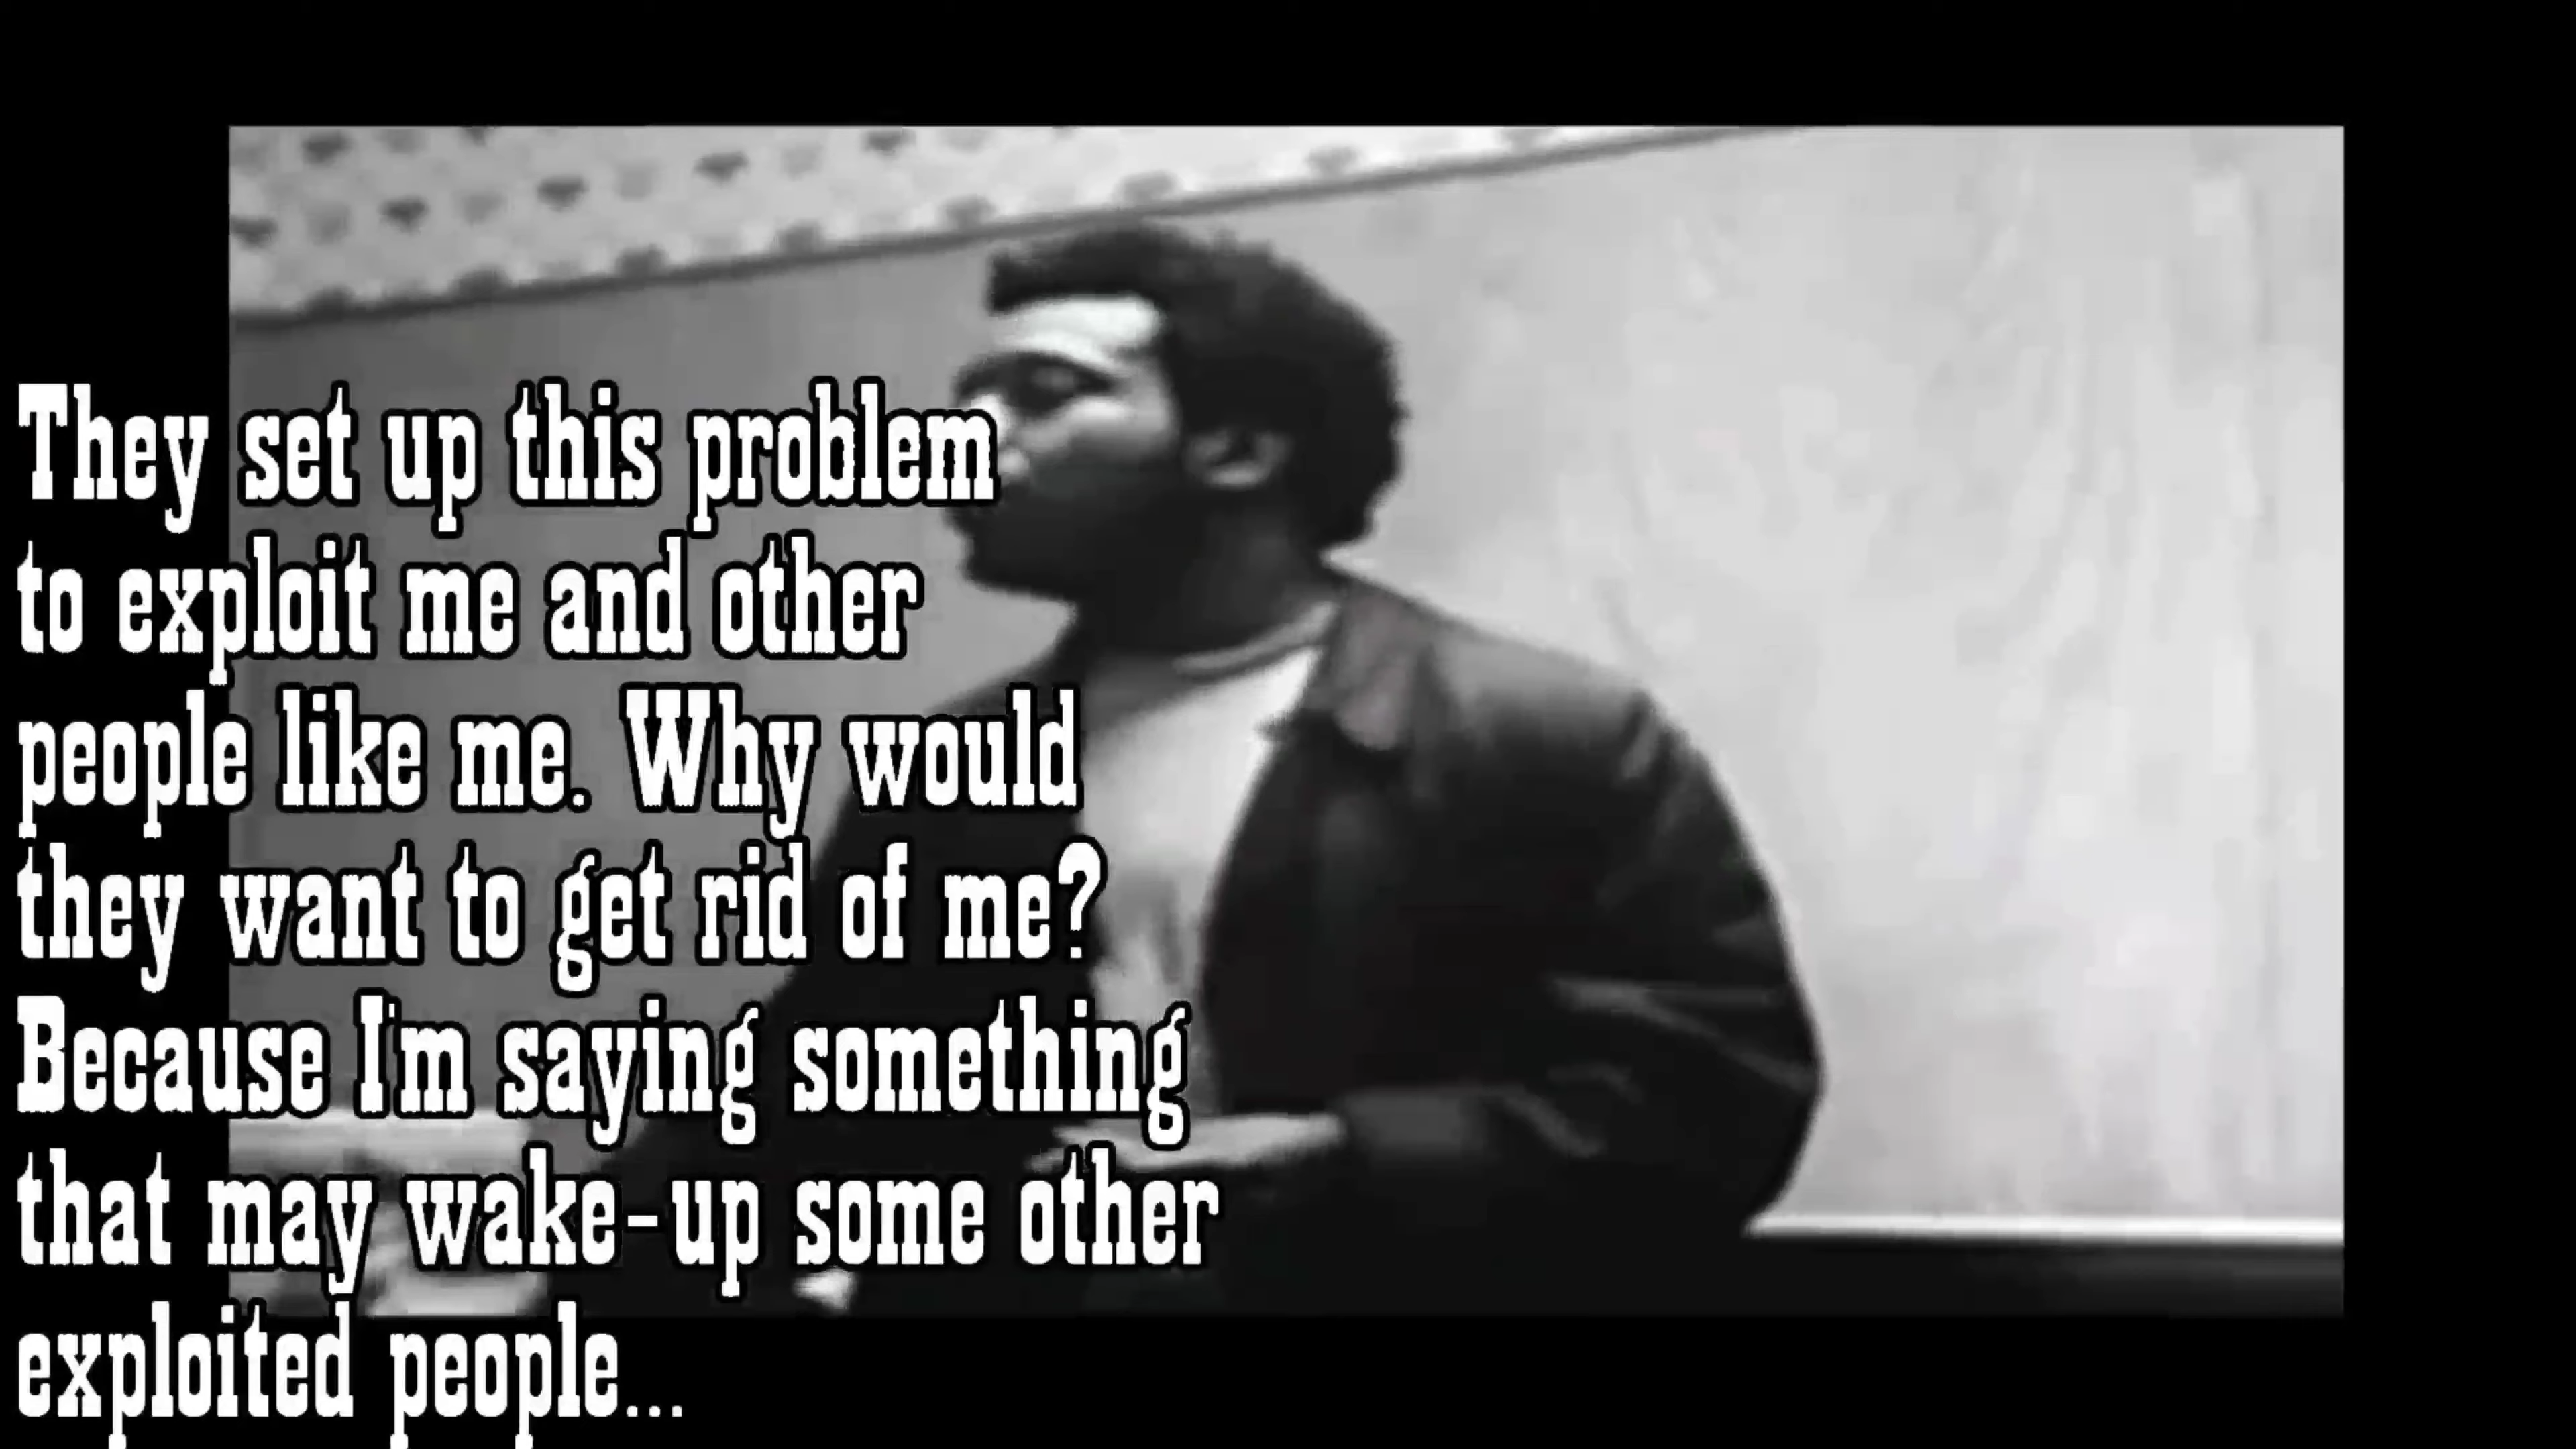 They set up this problem
to exploit me and other
people like me. Why would
they want to get rid of me?
Because I'm saying something
that may wake-up some other
exploited people...